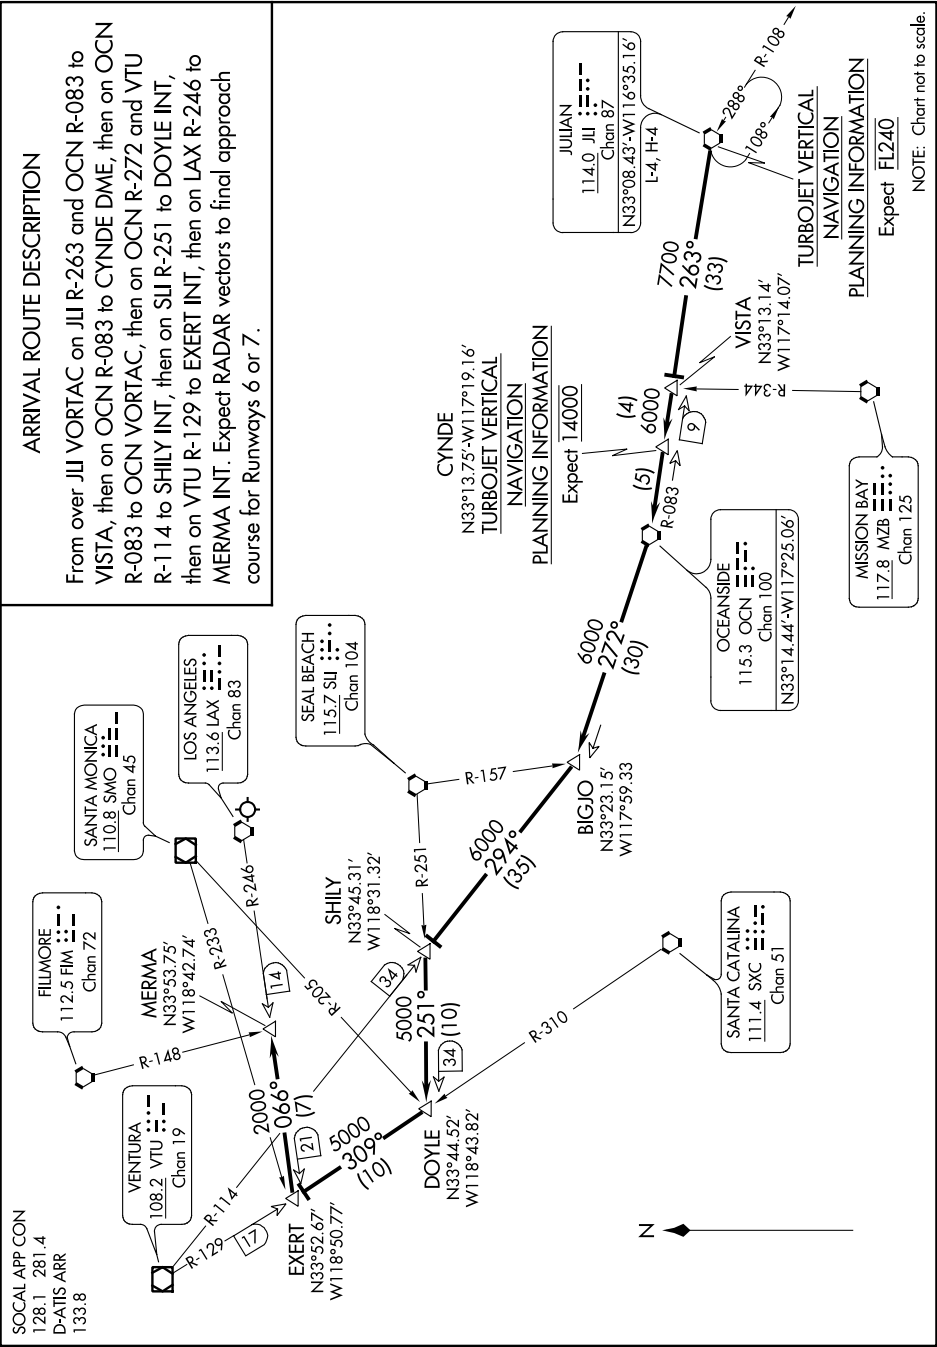 SOCAL APP CON
128.1 281.4
D-ATIS ARR
133.8
ARRIVAL ROUTE DESCRIPTION
From over JLI VORTAC on JLI R-263 and OCN R-083 to
VISTA, then on OCN R-083 to CYNDE DME, then on OCN
R-083 to OCN VORTAC, then on OCN R-272 and VTU
R-114 to SHILY INT, then on SLI R-251 to DOYLE INT,
then on VTU R-129 to EXERT INT, then on LAX R-246 to
MERMA INT. Expect RADAR vectors to final approach
course for Runways 6 or 7.
FILLMORE
112.5 FIM
Chan 72
SANTA MONICA
110.8 SMO
Chan 45
LOS ANGELES
113.6 LAX
Chan 83
SEAL BEACH
115.7 SLI
Chan 104
VENTURA
108.2 VTU
Chan 19
MERMA
N33°53.75'
W118°42.74'
R-148
R-233
R-246
14
R-205
R-114
R-129
17
2000
066°
(7)
21
EXERT
N33°52.67'
W118°50.77'
5000
309°
(10)
DOYLE
N33°44.52'
W118°43.82'
34
5000
251°
(10)
34
SHILY
N33°45.31'
W118°31.32'
R-251
R-157
6000
294°
(35)
R-310
SANTA CATALINA
111.4 SXC
Chan 51
BIGJO
N33°23.15'
W117°59.33
6000
272°
(30)
OCEANSIDE
115.3 OCN
Chan 100
N33°14.44'-W117°25.06'
R-083
(5)
CYNDE
N33°13.75'-W117°19.16'
TURBOJET VERTICAL
NAVIGATION
PLANNING INFORMATION
Expect 14000
(4)
6000
9
VISTA
N33°13.14'
W117°14.07'
R-344
MISSION BAY
117.8 MZB
Chan 125
7700
263°
(33)
JULIAN
114.0 JLI
Chan 87
N33°08.43'-W116°35.16'
L-4, H-4
288°
108°
R-108
TURBOJET VERTICAL
NAVIGATION
PLANNING INFORMATION
Expect FL240
N
NOTE: Chart not to scale.